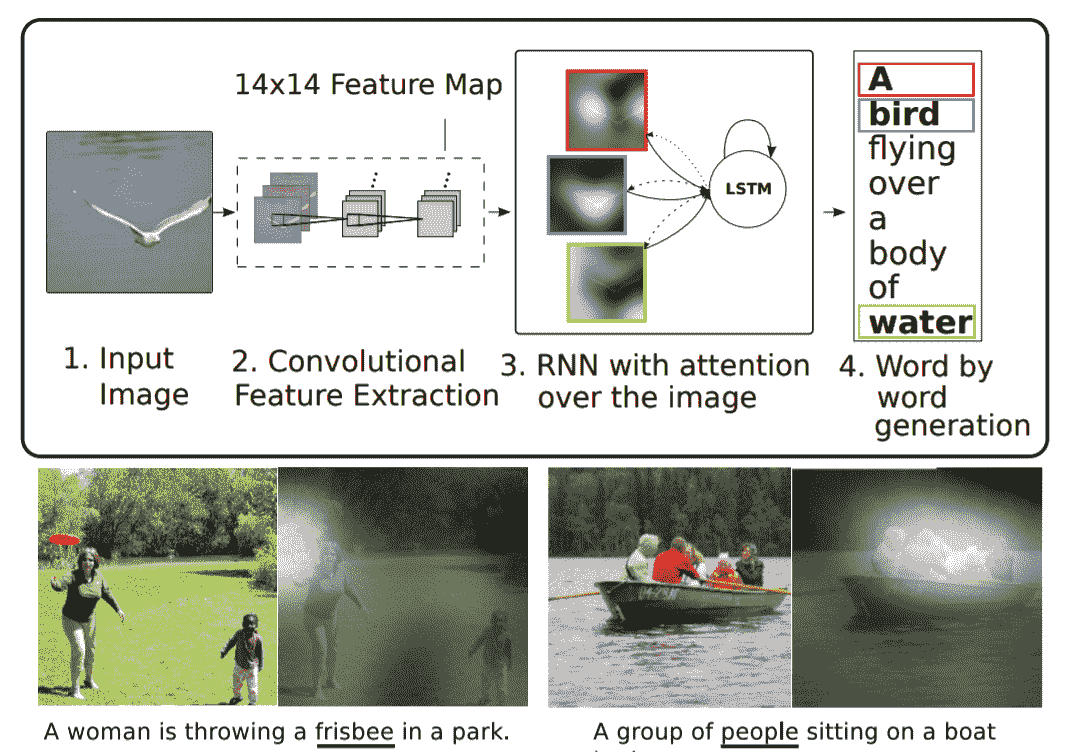 14x14 Feature Map
LSTM
A
bird
flying
over
a
body
of
water
1. Input
Image
2. Convolutional
Feature Extraction
3. RNN with attention
over the image
4. Word by
word
generation
A woman is throwing a frisbee in a park.
A group of people sitting on a boat